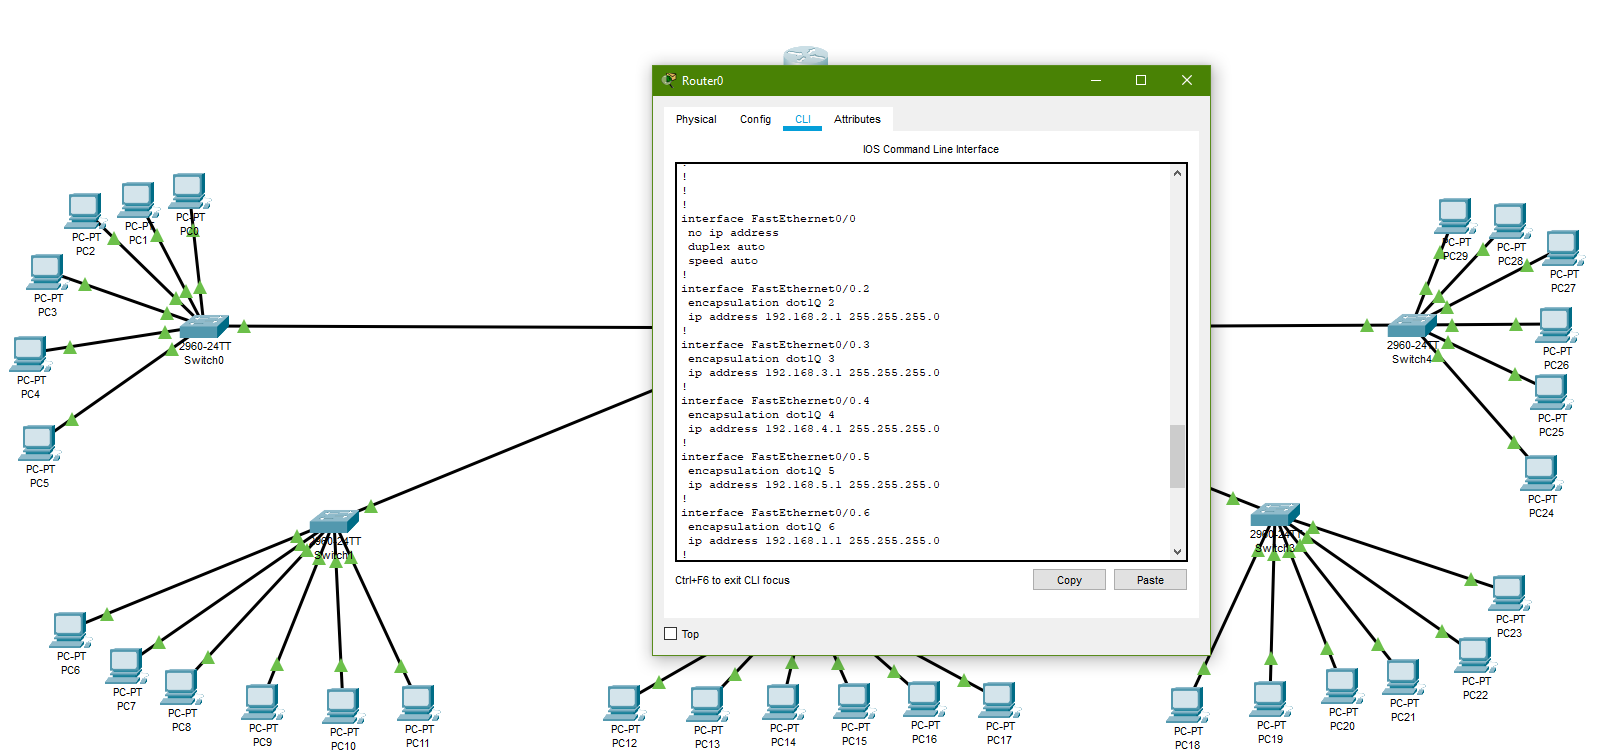 Router0
Physical Config CLI Attributes
IOS Command Line Interface
!
!
!
!
interface FastEthernet0/0
no ip address
duplex auto
speed auto
!
interface FastEthernet0/0.2
encapsulation dot1Q 2
ip address 192.168.2.1 255.255.255.0
!
interface FastEthernet0/0.3
encapsulation dot1Q 3
ip address 192.168.3.1 255.255.255.0
!
interface FastEthernet0/0.4
encapsulation dot1Q 4
ip address 192.168.4.1 255.255.255.0
!
interface FastEthernet0/0.5
encapsulation dot1Q 5
ip address 192.168.5.1 255.255.255.0
!
interface FastEthernet0/0.6
encapsulation dot1Q 6
ip address 192.168.1.1 255.255.255.0
!
Ctrl+F6 to exit CLI focus
Copy Paste
Top
PC-PT
PC0
PC-PT
PC1
PC-PT
PC2
PC-PT
PC3
PC-PT
PC4
PC-PT
PC5
2960-24TT
Switch0
2960-24TT
Switch1
PC-PT
PC6
PC-PT
PC7
PC-PT
PC8
PC-PT
PC9
PC-PT
PC10
PC-PT
PC11
PC-PT
PC12
PC-PT
PC13
PC-PT
PC14
PC-PT
PC15
PC-PT
PC16
PC-PT
PC17
2960-24TT
Switch3
PC-PT
PC18
PC-PT
PC19
PC-PT
PC20
PC-PT
PC21
PC-PT
PC22
PC-PT
PC23
2960-24TT
Switch4
PC-PT
PC24
PC-PT
PC25
PC-PT
PC26
PC-PT
PC27
PC-PT
PC28
PC-PT
PC29